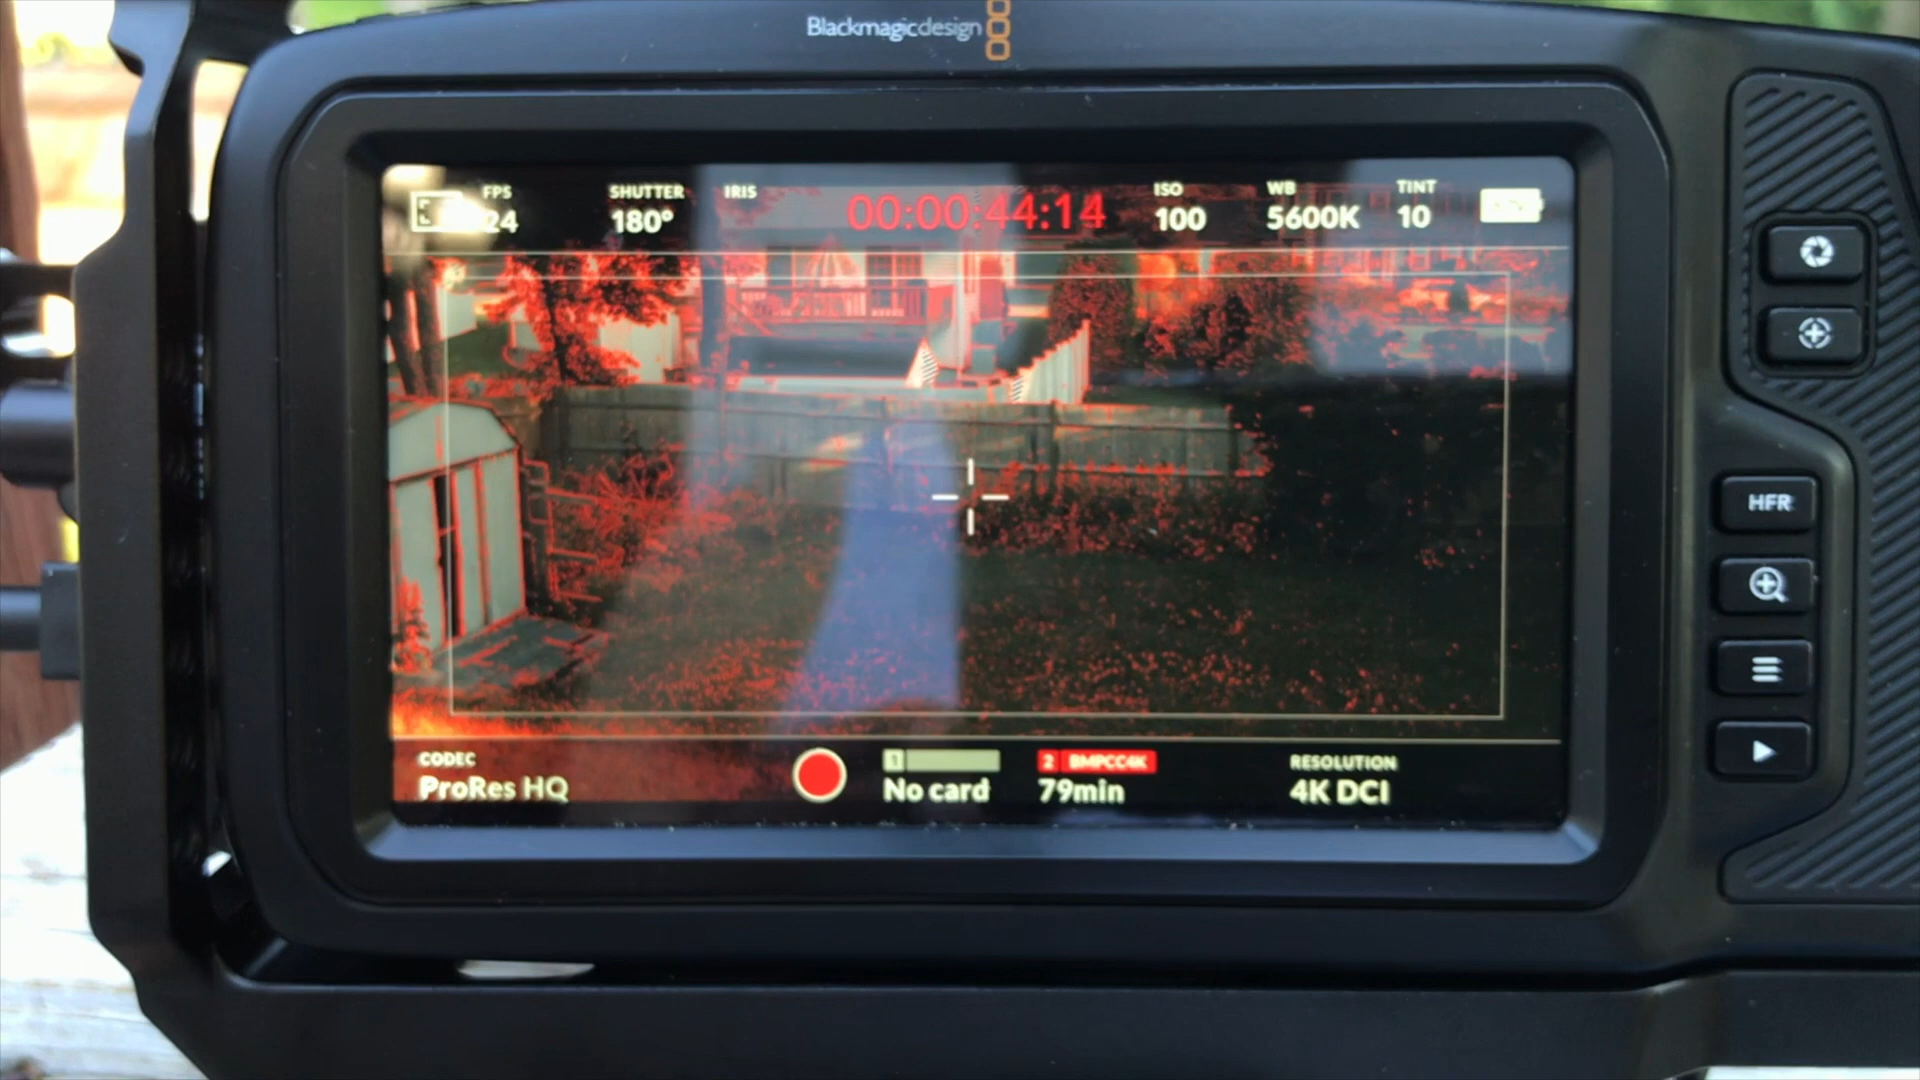 Blackmagicdesign
FPS
24
SHUTTER
180°
IRIS
00:00:44:14
ISO
100
WB
5600K
TINT
10
HFR
CODEC
ProRes HQ
1
No card
2 BMPCC4K
79min
RESOLUTION
4K DCI